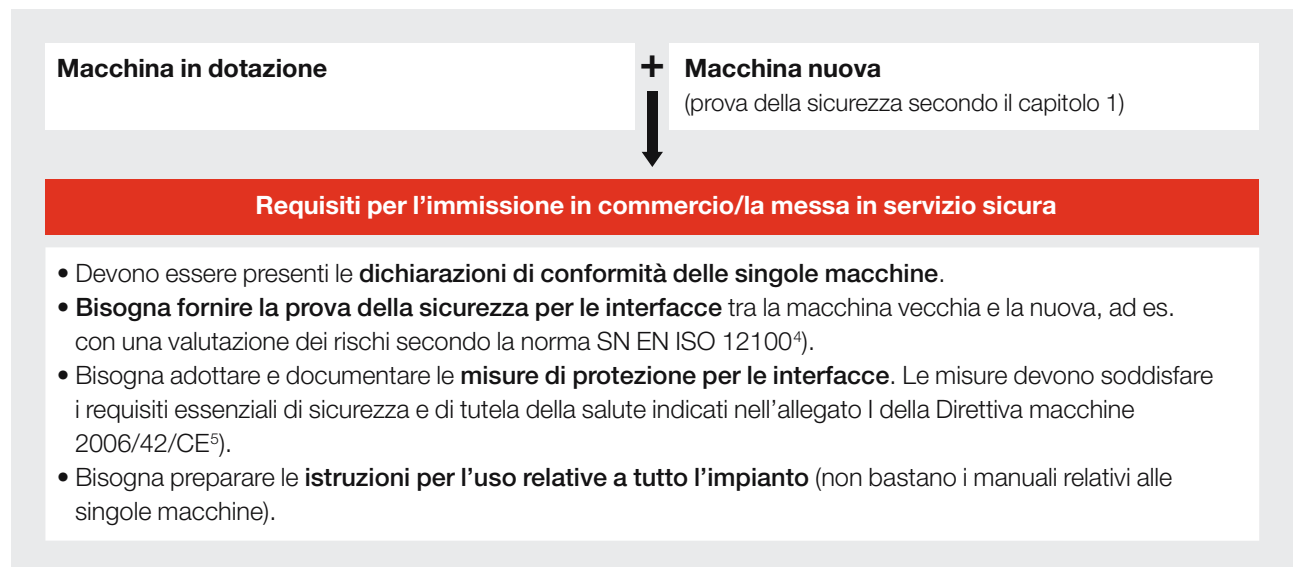 Macchina in dotazione
+
Macchina nuova
(prova della sicurezza secondo il capitolo 1)
Requisiti per l’immissione in commercio/la messa in servizio sicura
• Devono essere presenti le dichiarazioni di conformità delle singole macchine.
• Bisogna fornire la prova della sicurezza per le interfacce tra la macchina vecchia e la nuova, ad es.
con una valutazione dei rischi secondo la norma SN EN ISO 12100⁴).
• Bisogna adottare e documentare le misure di protezione per le interfacce. Le misure devono soddisfare
i requisiti essenziali di sicurezza e di tutela della salute indicati nell’allegato I della Direttiva macchine
2006/42/CE⁵).
• Bisogna preparare le istruzioni per l’uso relative a tutto l’impianto (non bastano i manuali relativi alle
singole macchine).